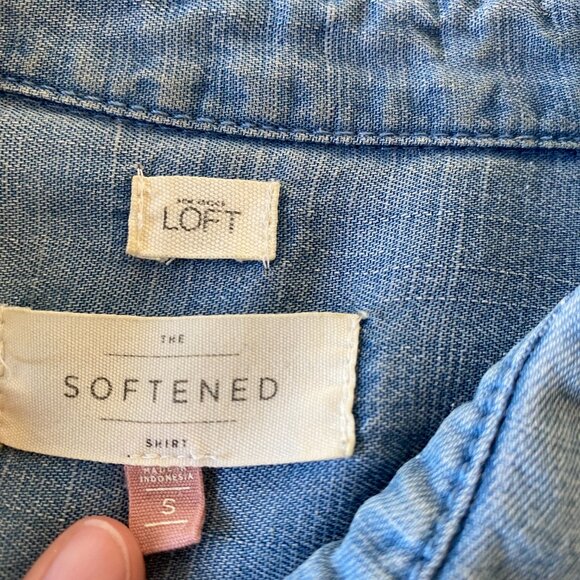 LOFT
THE
SOFTENED
SHIRT
MADE IN
INDONESIA
S